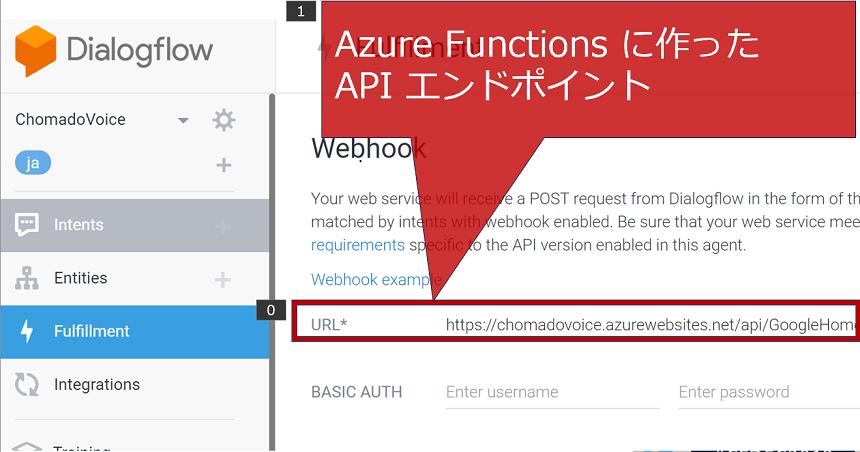 1
Azure Functions に作った
API エンドポイント
Dialogflow
ChomadoVoice
ja
Intents
Entities
0
Fulfillment
Integrations
Training
Webhook
Your web service will receive a POST request from Dialogflow in the form of th
matched by intents with webhook enabled. Be sure that your web service mee
requirements specific to the API version enabled in this agent.
Webhook example
URL* https://chomadovoice.azurewebsites.net/api/GoogleHome
BASIC AUTH Enter username Enter password